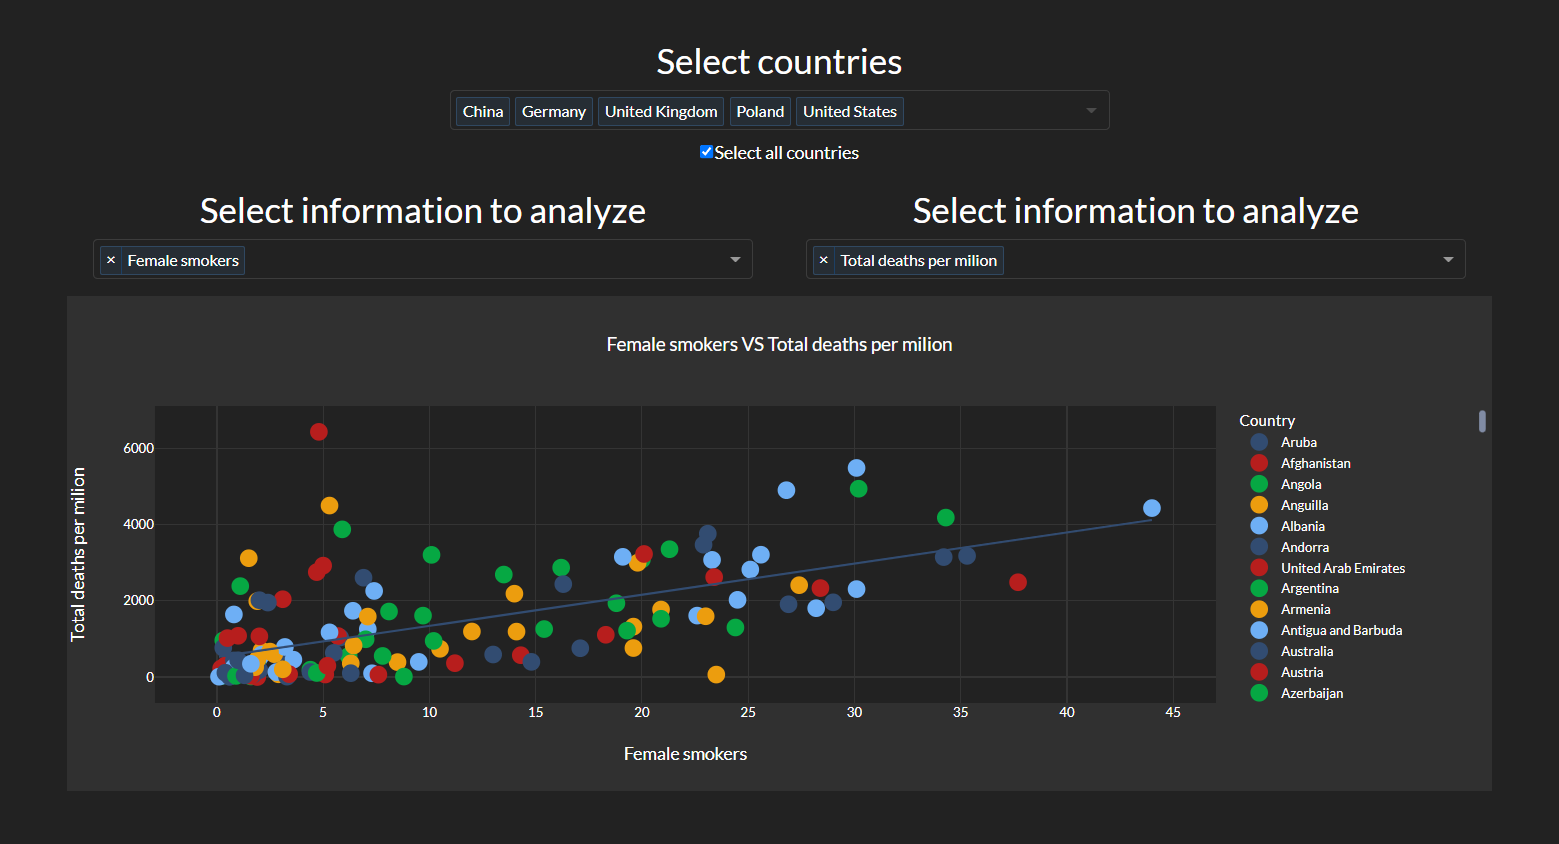 Select countries
China Germany United Kingdom Poland United States
Select all countries
Select information to analyze
× Female smokers
Select information to analyze
× Total deaths per milion
Female smokers VS Total deaths per milion
Total deaths per milion
6000
4000
2000
0
0 5 10 15 20 25 30 35 40 45
Female smokers
Country
Aruba
Afghanistan
Angola
Anguilla
Albania
Andorra
United Arab Emirates
Argentina
Armenia
Antigua and Barbuda
Australia
Austria
Azerbaijan